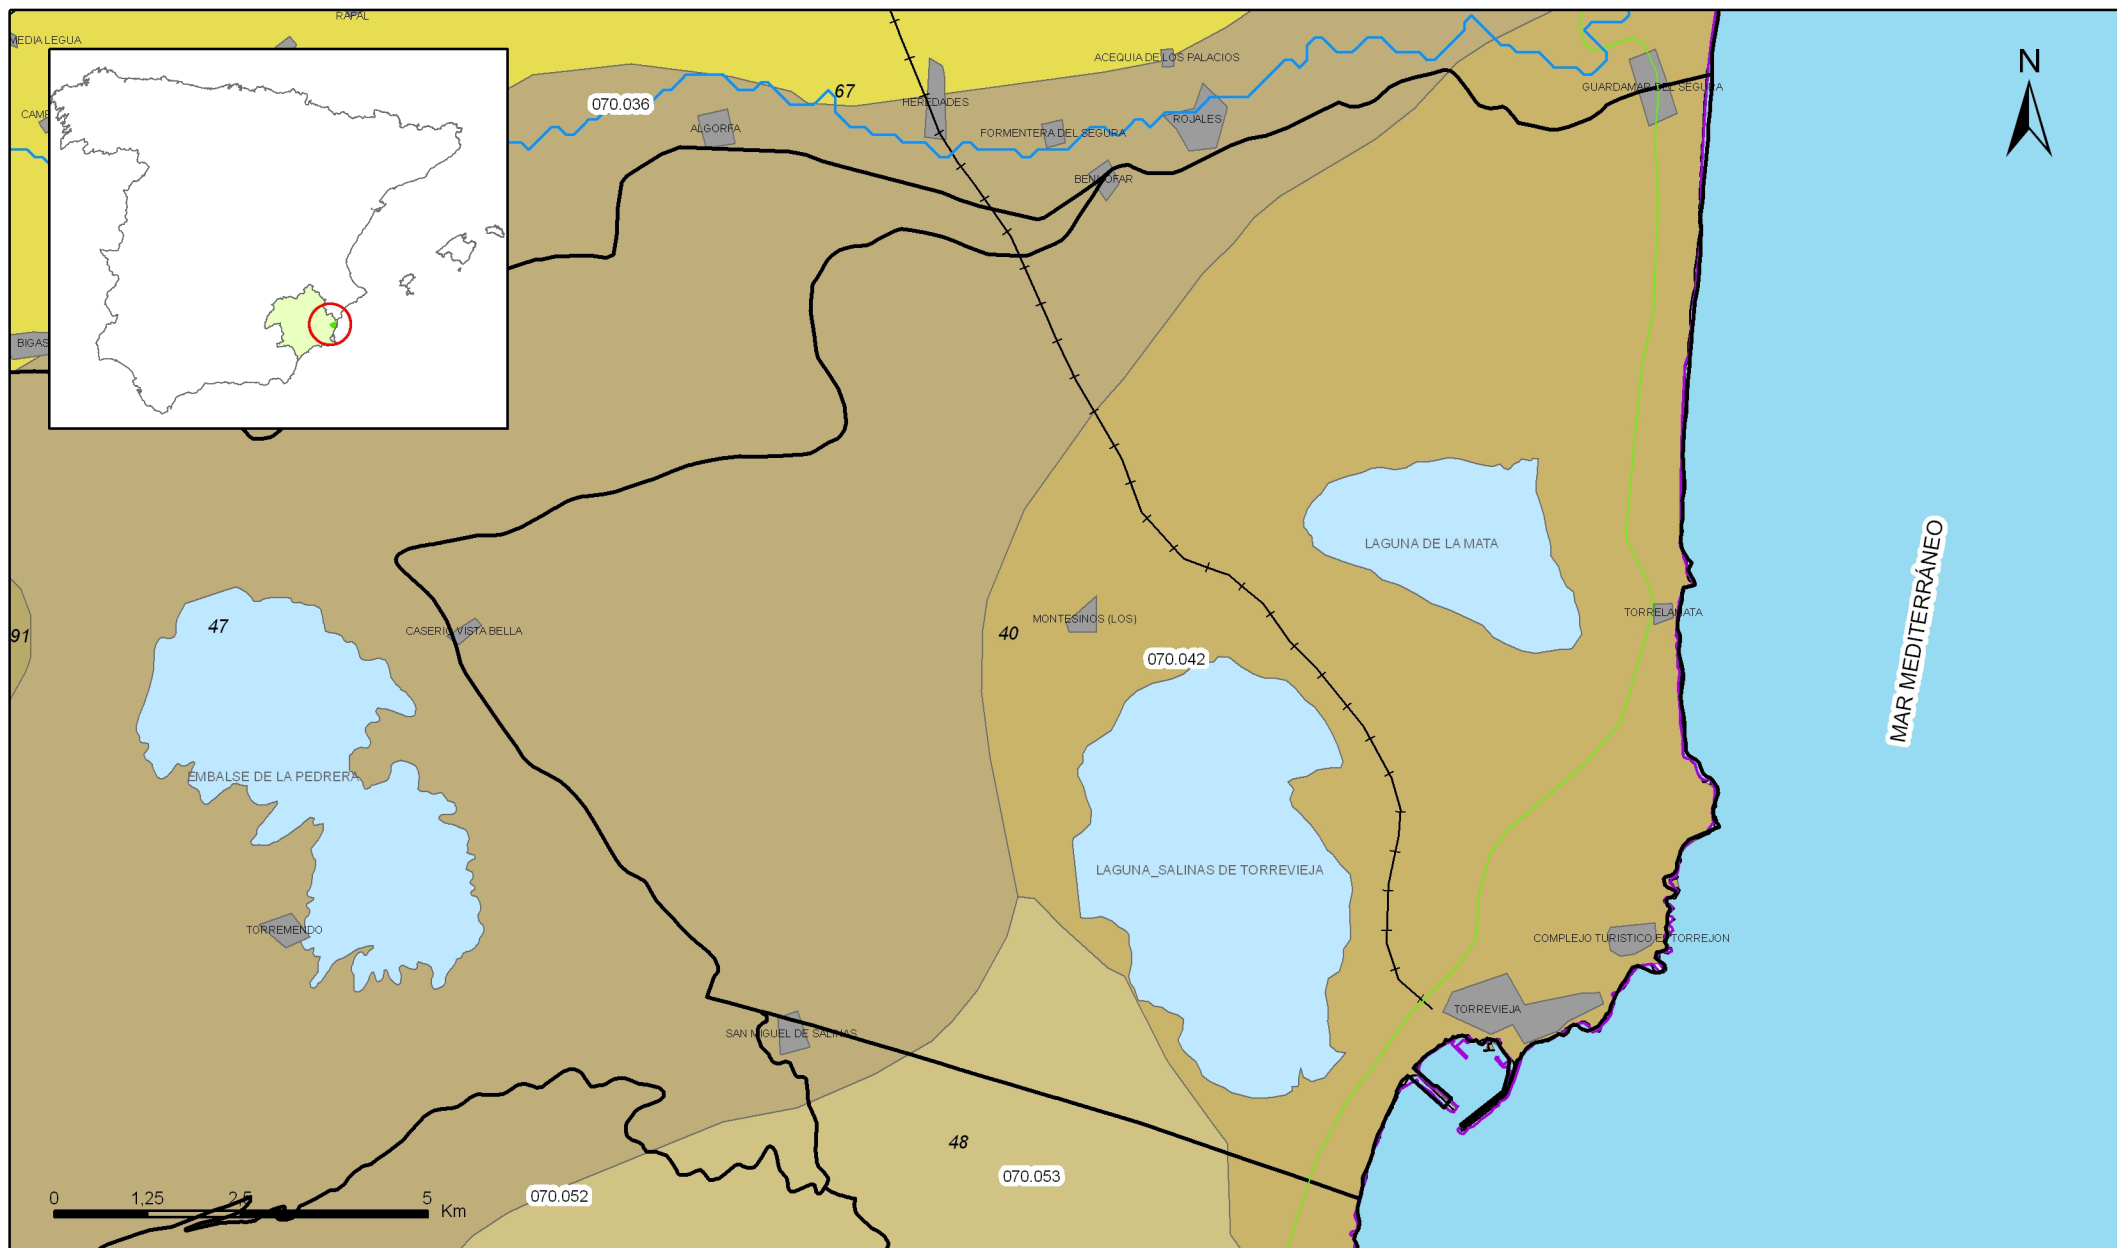 RAFAL
MEDIA LEGUA
ACEQUIA DE LOS PALACIOS
N
GUARDAMAR DEL SEGURA
67
070.036
HEREDADES
CAMP
ALGORFA
ROJALES
FORMENTERA DEL SEGURA
BENIJOFAR
BIGAS
LAGUNA DE LA MATA
MAR MEDITERRÁNEO
TORRELAMATA
MONTESINOS (LOS)
47
CASERIO VISTA BELLA
40
91
070.042
EMBALSE DE LA PEDRERA
LAGUNA_SALINAS DE TORREVIEJA
TORREMENDO
COMPLEJO TURISTICO EL TORREJON
TORREVIEJA
SAN MIGUEL DE SALINAS
48
070.053
070.052
0 1,25 2,5 5
Km